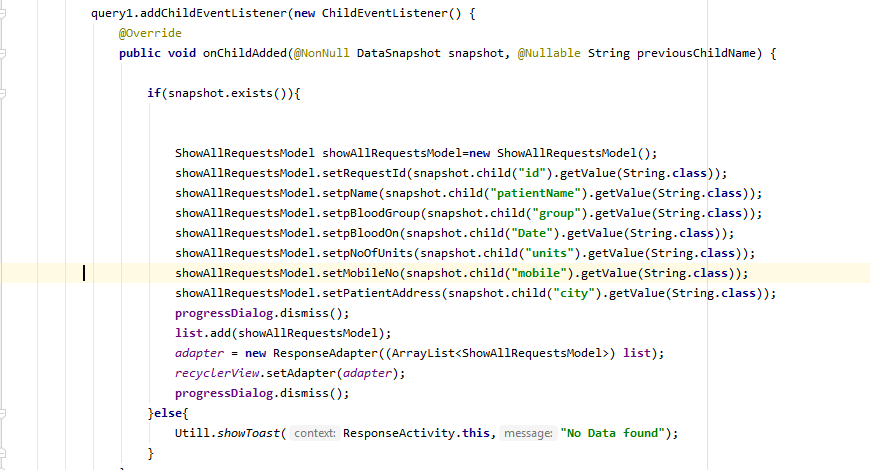 query1.addChildEventListener(new ChildEventListener() {
@Override
public void onChildAdded(@NonNull DataSnapshot snapshot, @Nullable String previousChildName) {
if(snapshot.exists()){
ShowAllRequestsModel showAllRequestsModel=new ShowAllRequestsModel();
showAllRequestsModel.setRequestId(snapshot.child("id").getValue(String.class));
showAllRequestsModel.setpName(snapshot.child("patientName").getValue(String.class));
showAllRequestsModel.setpBloodGroup(snapshot.child("group").getValue(String.class));
showAllRequestsModel.setpBloodOn(snapshot.child("Date").getValue(String.class));
showAllRequestsModel.setpNoOfUnits(snapshot.child("units").getValue(String.class));
showAllRequestsModel.setMobileNo(snapshot.child("mobile").getValue(String.class));
showAllRequestsModel.setPatientAddress(snapshot.child("city").getValue(String.class));
progressDialog.dismiss();
list.add(showAllRequestsModel);
adapter = new ResponseAdapter((ArrayList<ShowAllRequestsModel>) list);
recyclerView.setAdapter(adapter);
progressDialog.dismiss();
}else{
Utill.showToast( context: ResponseActivity.this, message: "No Data found");
}